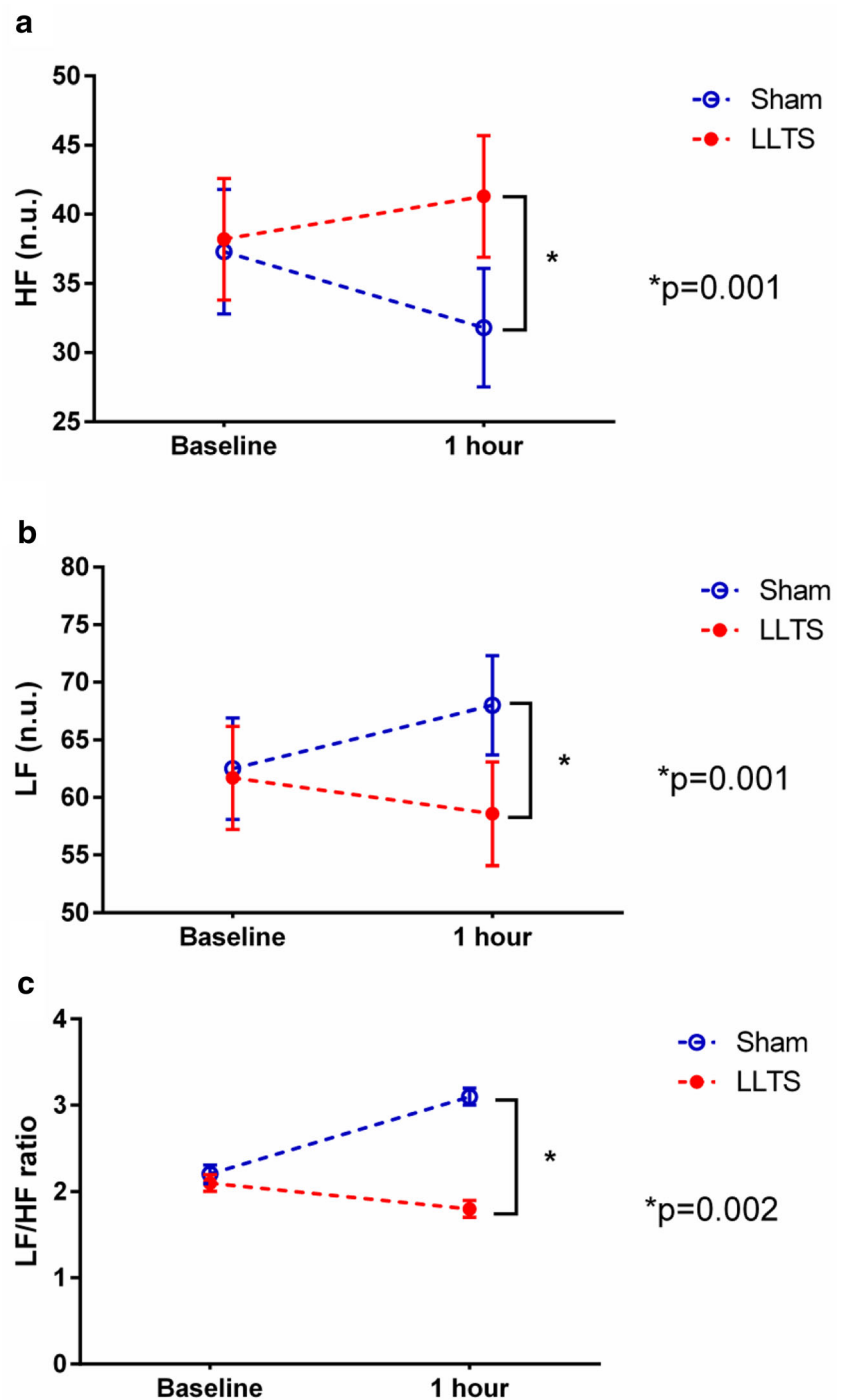 a
50
45
40
35
30
25
HF (n.u.)
Baseline
1 hour
*
Sham
LLTS
*p=0.001
b
80
75
70
65
60
55
50
LF (n.u.)
Baseline
1 hour
*
Sham
LLTS
*p=0.001
c
4
3
2
1
0
LF/HF ratio
Baseline
1 hour
*
Sham
LLTS
*p=0.002